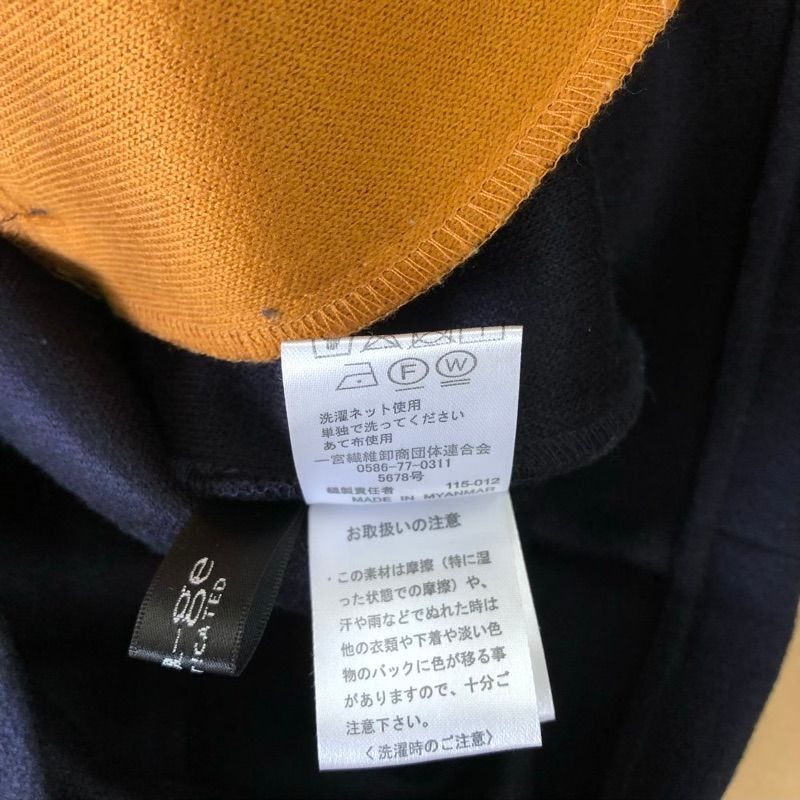 F W
洗濯ネット使用
単独で洗ってください
あて布使用
一宮繊維卸商団体連合会
0586-77-0311
5678号
縫製責任者 115-012
MADE IN MYANMAR
お取扱いの注意
・この素材は摩擦（特に湿
った状態での摩擦）や、
汗や雨などでぬれた時は
他の衣類や下着や淡い色
物のバックに色が移る事
がありますので、十分ご
注意下さい。
〈洗濯時のご注意〉
-ge
TICATED